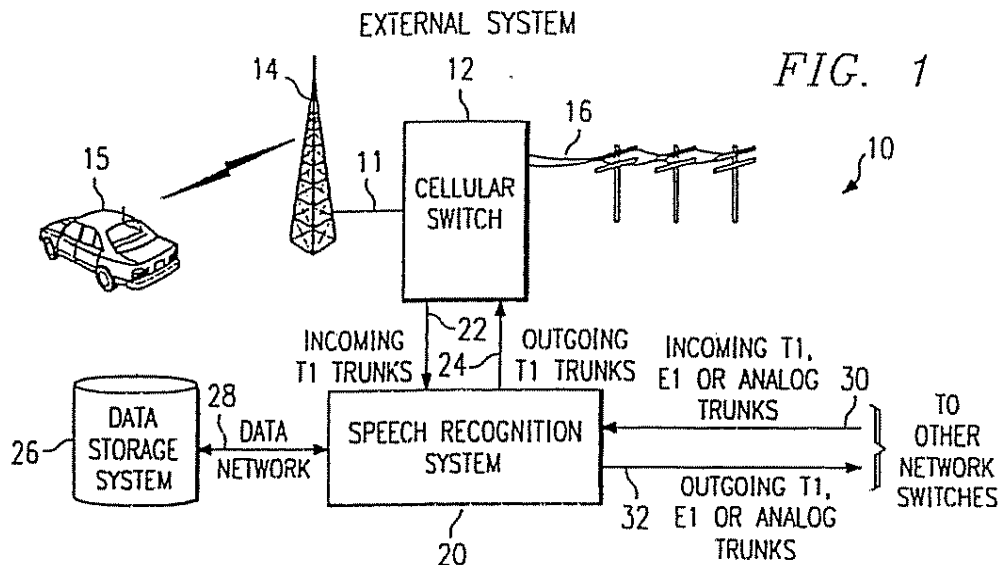 EXTERNAL SYSTEM
FIG. 1
14
12
16
10
15
11
CELLULAR
SWITCH
22
24
INCOMING
T1 TRUNKS
OUTGOING
T1 TRUNKS
INCOMING T1,
E1 OR ANALOG
TRUNKS
30
TO
OTHER
NETWORK
SWITCHES
26
DATA
STORAGE
SYSTEM
28
DATA
NETWORK
SPEECH RECOGNITION
SYSTEM
20
32
OUTGOING T1,
E1 OR ANALOG
TRUNKS